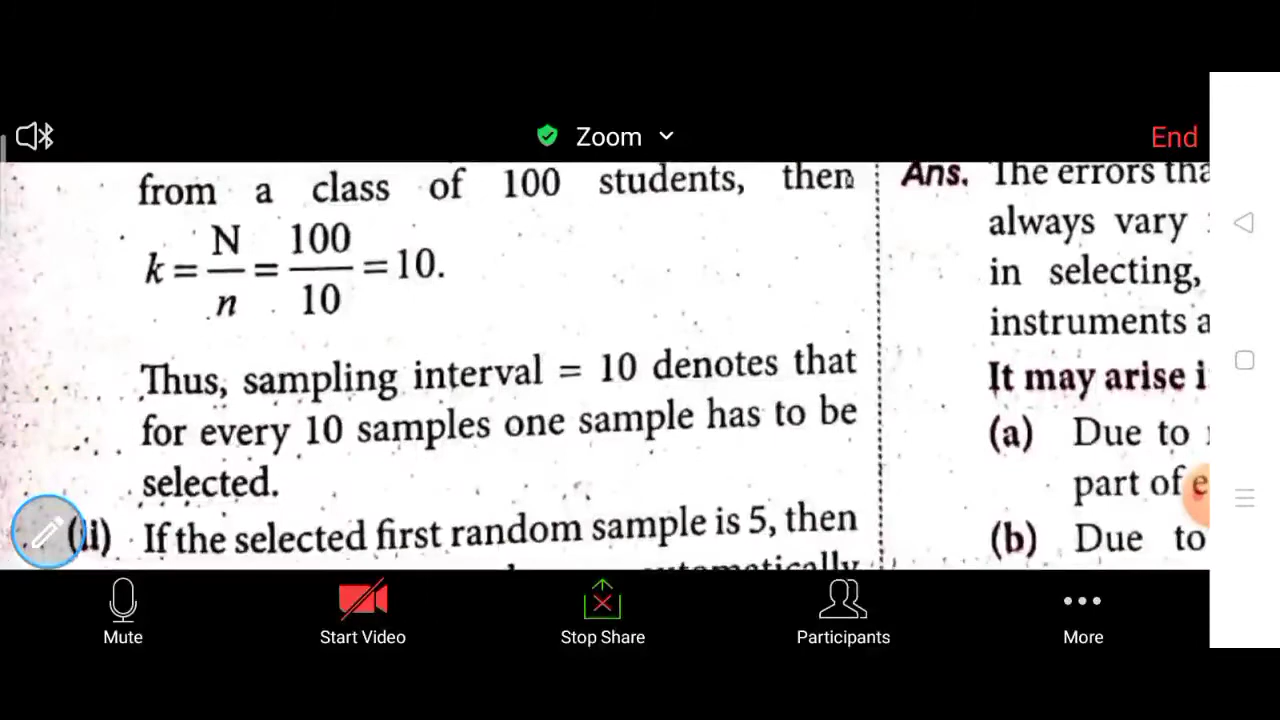 Zoom
End
from a class of 100 students, then
k = N/n = 100/10 = 10.
Thus, sampling interval = 10 denotes that
for every 10 samples one sample has to be
selected.
(ii) If the selected first random sample is 5, then
automatically
Ans. The errors tha
always vary
in selecting,
instruments a
It may arise i
(a) Due to
part of e
(b) Due to
Mute
Start Video
Stop Share
Participants
More